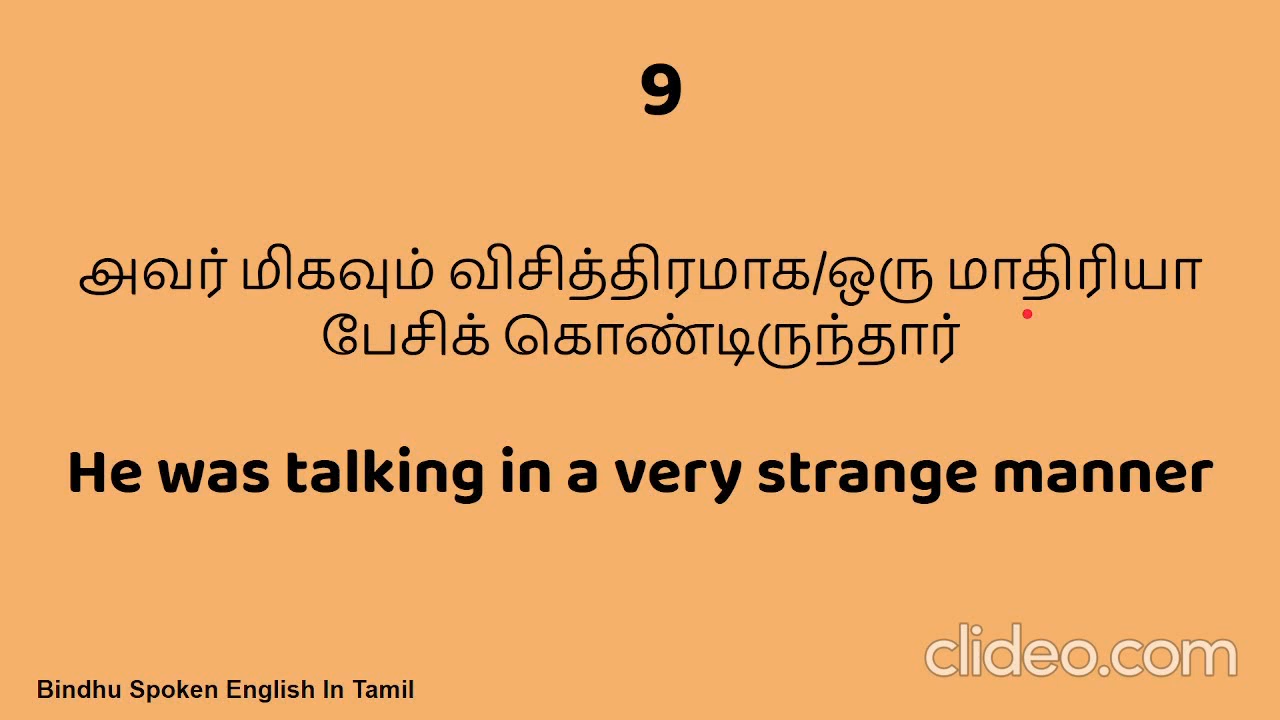 9
அவர் மிகவும் விசித்திரமாக/ஒரு மாதிரியா
பேசிக் கொண்டிருந்தார்
He was talking in a very strange manner
clideo.com
Bindhu Spoken English In Tamil